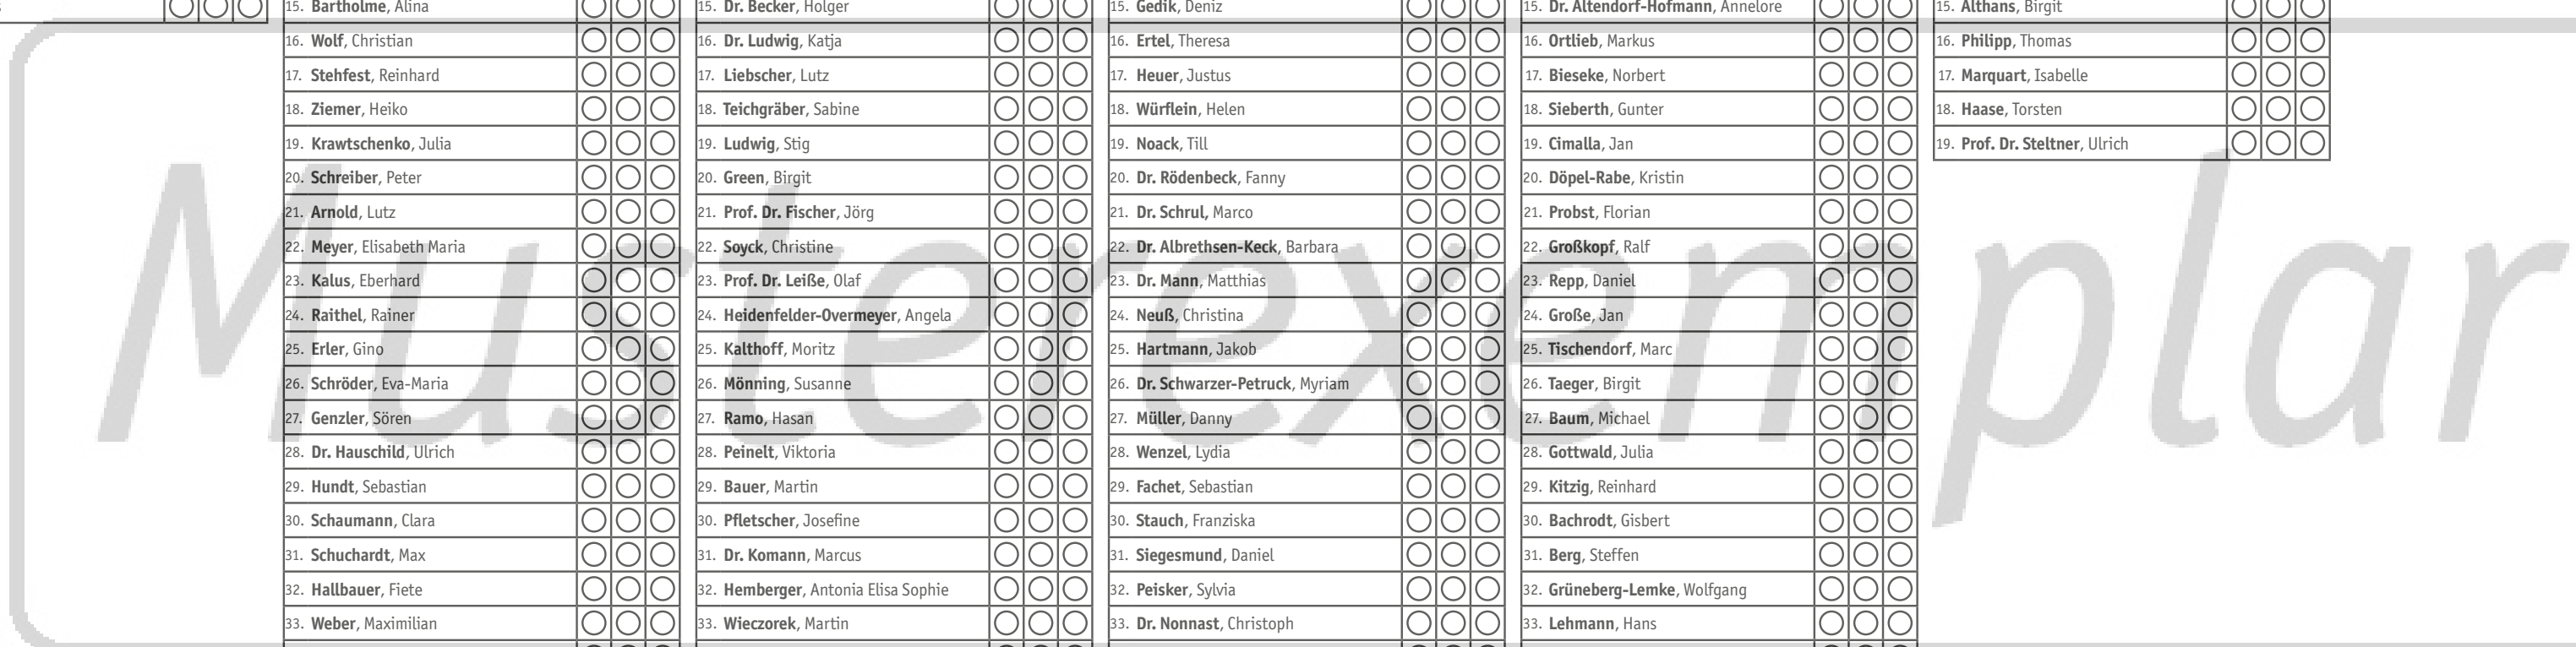 15. Bartholme, Alina
16. Wolf, Christian
17. Stehfest, Reinhard
18. Ziemer, Heiko
19. Krawtschenko, Julia
20. Schreiber, Peter
21. Arnold, Lutz
22. Meyer, Elisabeth Maria
23. Kalus, Eberhard
24. Raithel, Rainer
25. Erler, Gino
26. Schröder, Eva-Maria
27. Genzler, Sören
28. Dr. Hauschild, Ulrich
29. Hundt, Sebastian
30. Schaumann, Clara
31. Schuchardt, Max
32. Hallbauer, Fiete
33. Weber, Maximilian
15. Dr. Becker, Holger
16. Dr. Ludwig, Katja
17. Liebscher, Lutz
18. Teichgräber, Sabine
19. Ludwig, Stig
20. Green, Birgit
21. Prof. Dr. Fischer, Jörg
22. Soyck, Christine
23. Prof. Dr. Leiße, Olaf
24. Heidenfelder-Overmeyer, Angela
25. Kalthoff, Moritz
26. Mönning, Susanne
27. Ramo, Hasan
28. Peinelt, Viktoria
29. Bauer, Martin
30. Pfletscher, Josefine
31. Dr. Komann, Marcus
32. Hemberger, Antonia Elisa Sophie
33. Wieczorek, Martin
15. Gedik, Deniz
16. Ertel, Theresa
17. Heuer, Justus
18. Würflein, Helen
19. Noack, Till
20. Dr. Rödenbeck, Fanny
21. Dr. Schrul, Marco
22. Dr. Albrethsen-Keck, Barbara
23. Dr. Mann, Matthias
24. Neuß, Christina
25. Hartmann, Jakob
26. Dr. Schwarzer-Petruck, Myriam
27. Müller, Danny
28. Wenzel, Lydia
29. Fachet, Sebastian
30. Stauch, Franziska
31. Siegesmund, Daniel
32. Peisker, Sylvia
33. Dr. Nonnast, Christoph
15. Dr. Altendorf-Hofmann, Annelore
16. Ortlieb, Markus
17. Bieseke, Norbert
18. Sieberth, Gunter
19. Cimalla, Jan
20. Döpel-Rabe, Kristin
21. Probst, Florian
22. Großkopf, Ralf
23. Repp, Daniel
24. Große, Jan
25. Tischendorf, Marc
26. Taeger, Birgit
27. Baum, Michael
28. Gottwald, Julia
29. Kitzig, Reinhard
30. Bachrodt, Gisbert
31. Berg, Steffen
32. Grüneberg-Lemke, Wolfgang
33. Lehmann, Hans
15. Althans, Birgit
16. Philipp, Thomas
17. Marquart, Isabelle
18. Haase, Torsten
19. Prof. Dr. Steltner, Ulrich
Musterexemplar